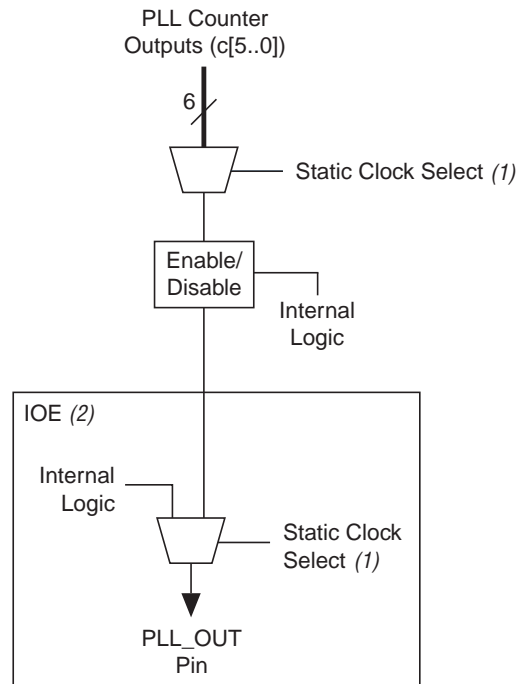 PLL Counter
Outputs (c[5..0])
6
Static Clock Select (1)
Enable/
Disable
Internal
Logic
IOE (2)
Internal
Logic
Static Clock
Select (1)
PLL_OUT
Pin